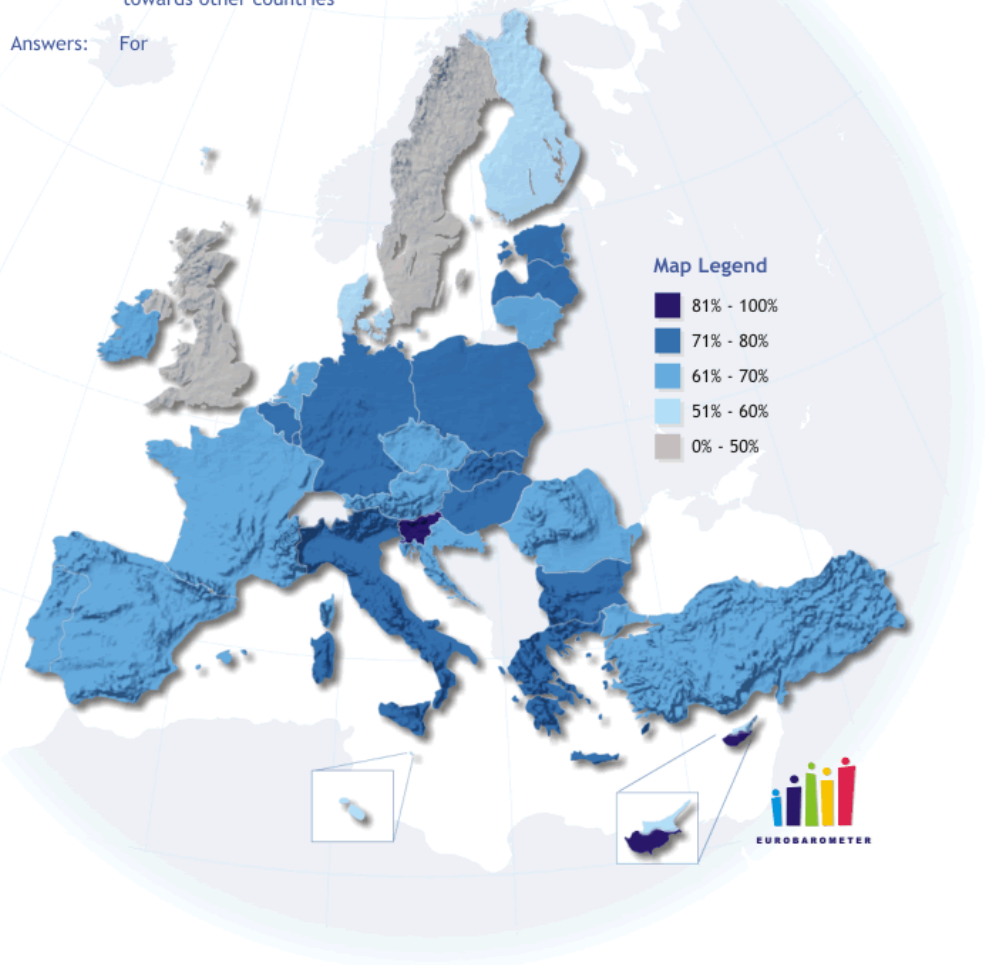 towards other countries
Answers: For
Map Legend
81% - 100%
71% - 80%
61% - 70%
51% - 60%
0% - 50%
EUROBAROMETER